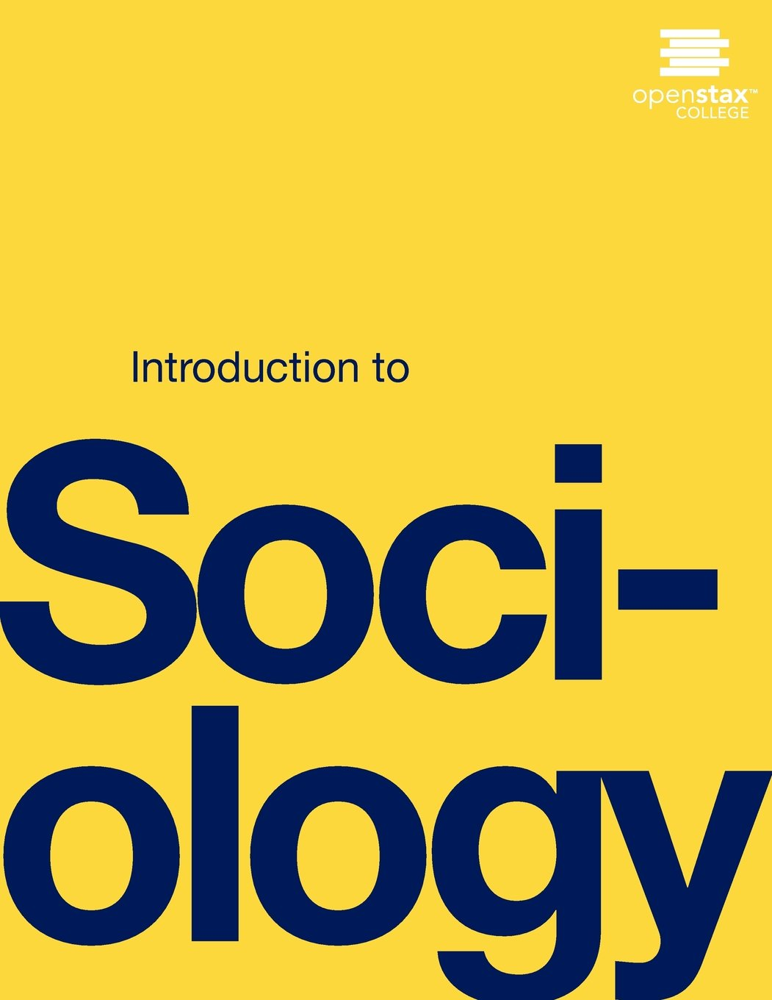 openstax™
COLLEGE
Introduction to
Soci-
ology